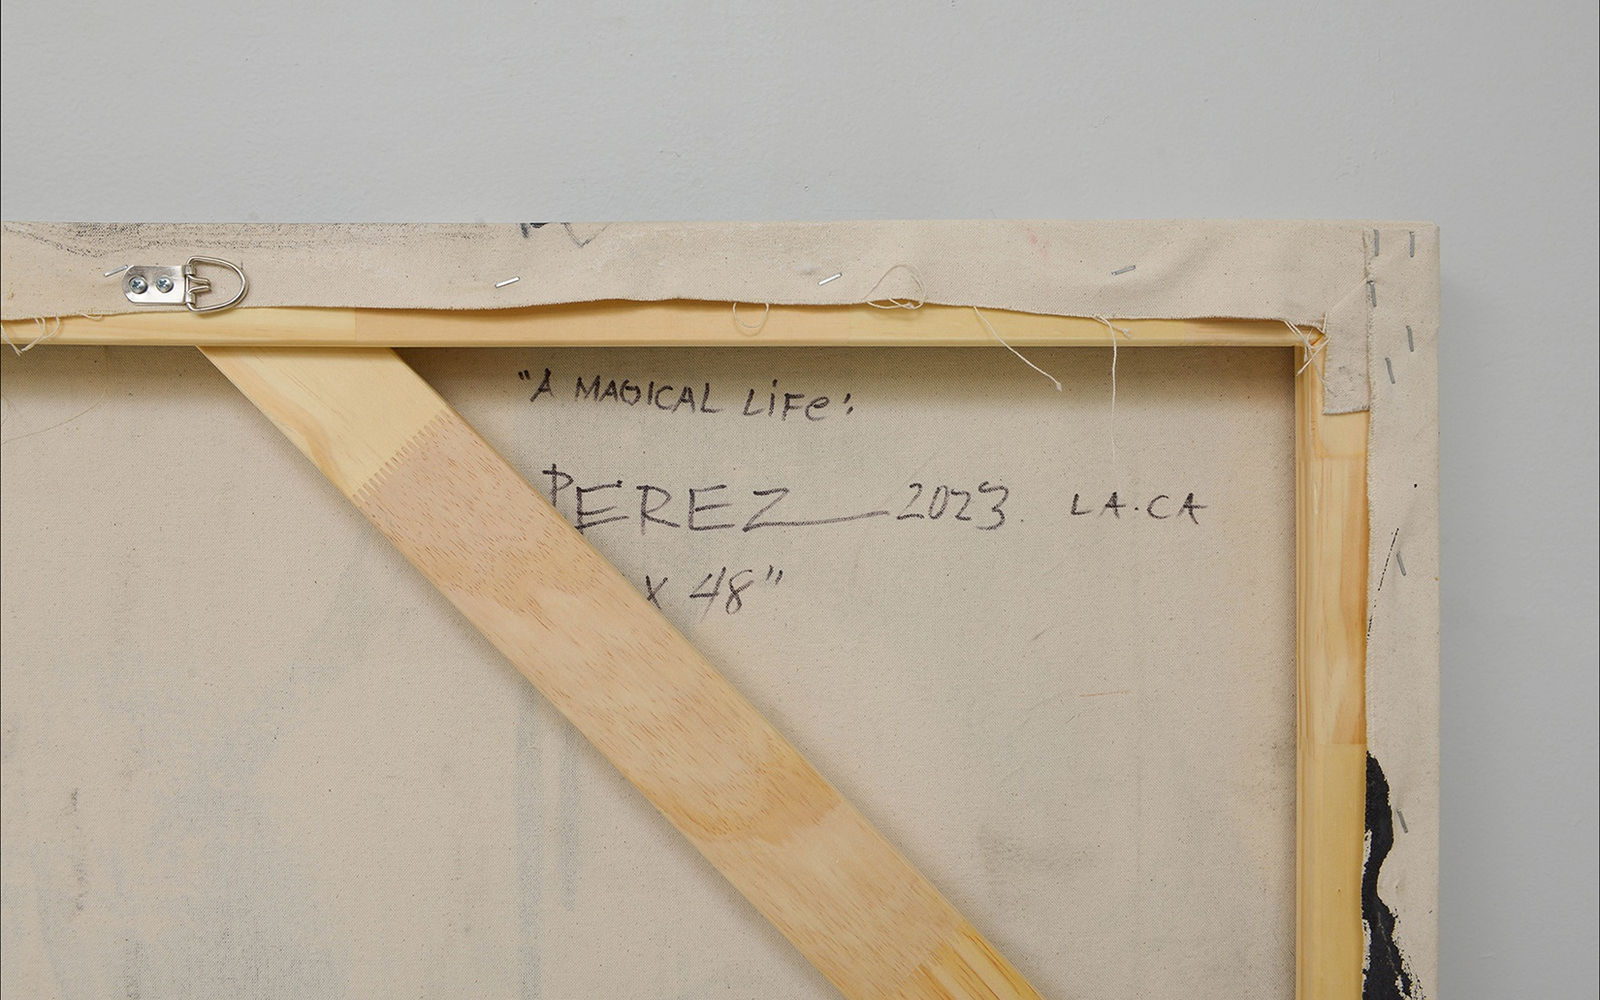 "A MAGICAL LiFe:
PEREZ 2023. LA.CA
X 48"